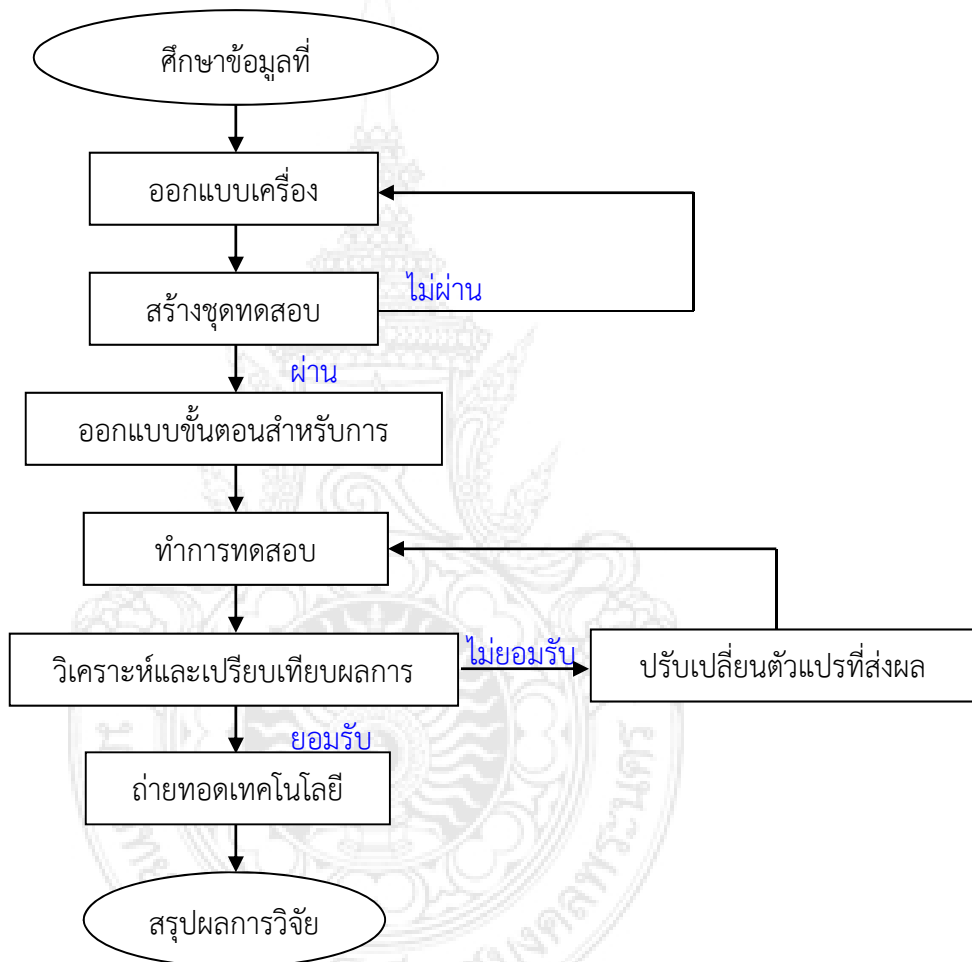 ศึกษาข้อมูลที่
ออกแบบเครื่อง
สร้างชุดทดสอบ
ไม่ผ่าน
ผ่าน
ออกแบบขั้นตอนสำหรับการ
ทำการทดสอบ
วิเคราะห์และเปรียบเทียบผลการ
ไม่ยอมรับ
ปรับเปลี่ยนตัวแปรที่ส่งผล
ยอมรับ
ถ่ายทอดเทคโนโลยี
สรุปผลการวิจัย